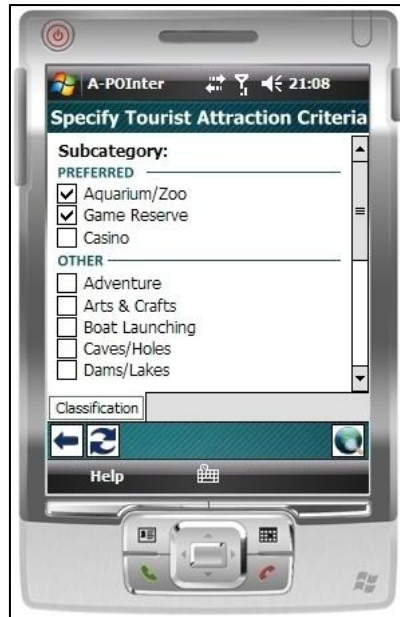 A-POInter 21:08
Specify Tourist Attraction Criteria
Subcategory:
PREFERRED
Aquarium/Zoo
Game Reserve
Casino
OTHER
Adventure
Arts & Crafts
Boat Launching
Caves/Holes
Dams/Lakes
Classification
Help